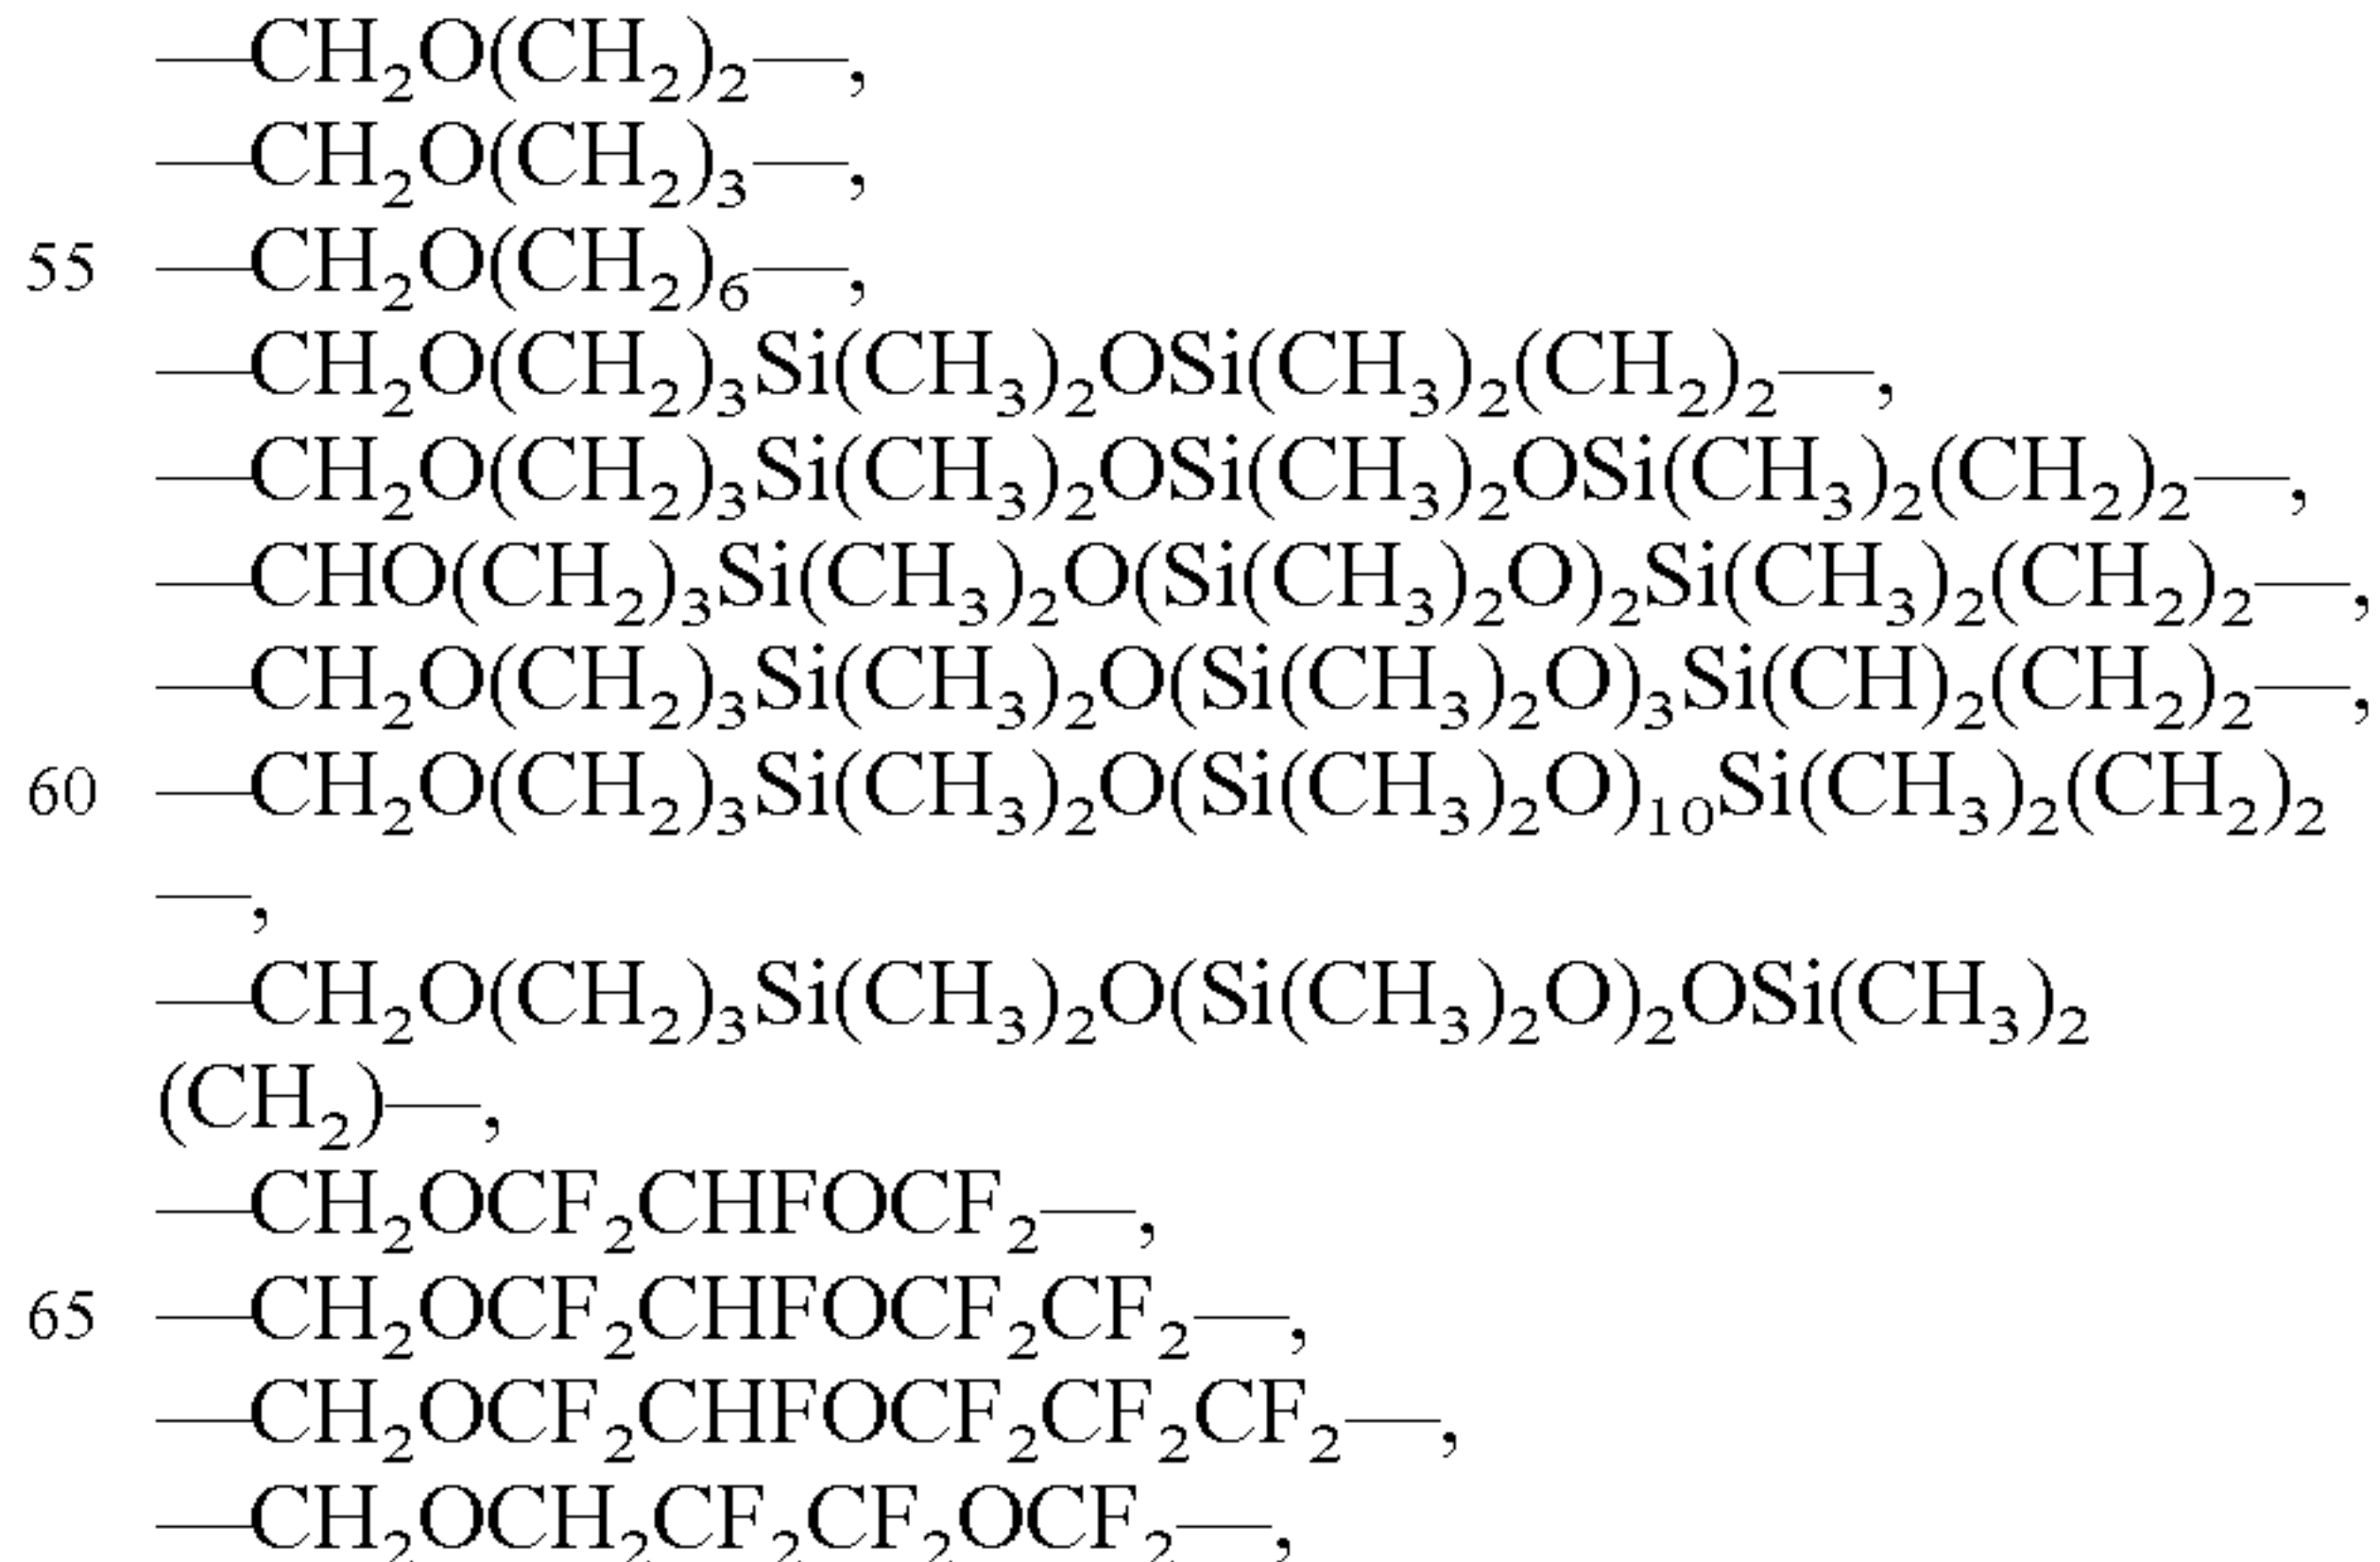 —CH₂O(CH₂)₂—,
—CH₂O(CH₂)₃—,
55 —CH₂O(CH₂)₆—,
—CH₂O(CH₂)₃Si(CH₃)₂OSi(CH₃)₂(CH₂)₂—,
—CH₂O(CH₂)₃Si(CH₃)₂OSi(CH₃)₂OSi(CH₃)₂(CH₂)₂—,
—CHO(CH₂)₃Si(CH₃)₂O(Si(CH₃)₂O)₂Si(CH₃)₂(CH₂)₂—,
—CH₂O(CH₂)₃Si(CH₃)₂O(Si(CH₃)₂O)₃Si(CH)₂(CH₂)₂—,
60 —CH₂O(CH₂)₃Si(CH₃)₂O(Si(CH₃)₂O)₁₀Si(CH₃)₂(CH₂)₂
—,
—CH₂O(CH₂)₃Si(CH₃)₂O(Si(CH₃)₂O)₂OSi(CH₃)₂
(CH₂)—,
—CH₂OCF₂CHFOCF₂—,
65 —CH₂OCF₂CHFOCF₂CF₂—,
—CH₂OCF₂CHFOCF₂CF₂CF₂—,
—CH₂OCH₂CF₂CF₂OCF₂—,